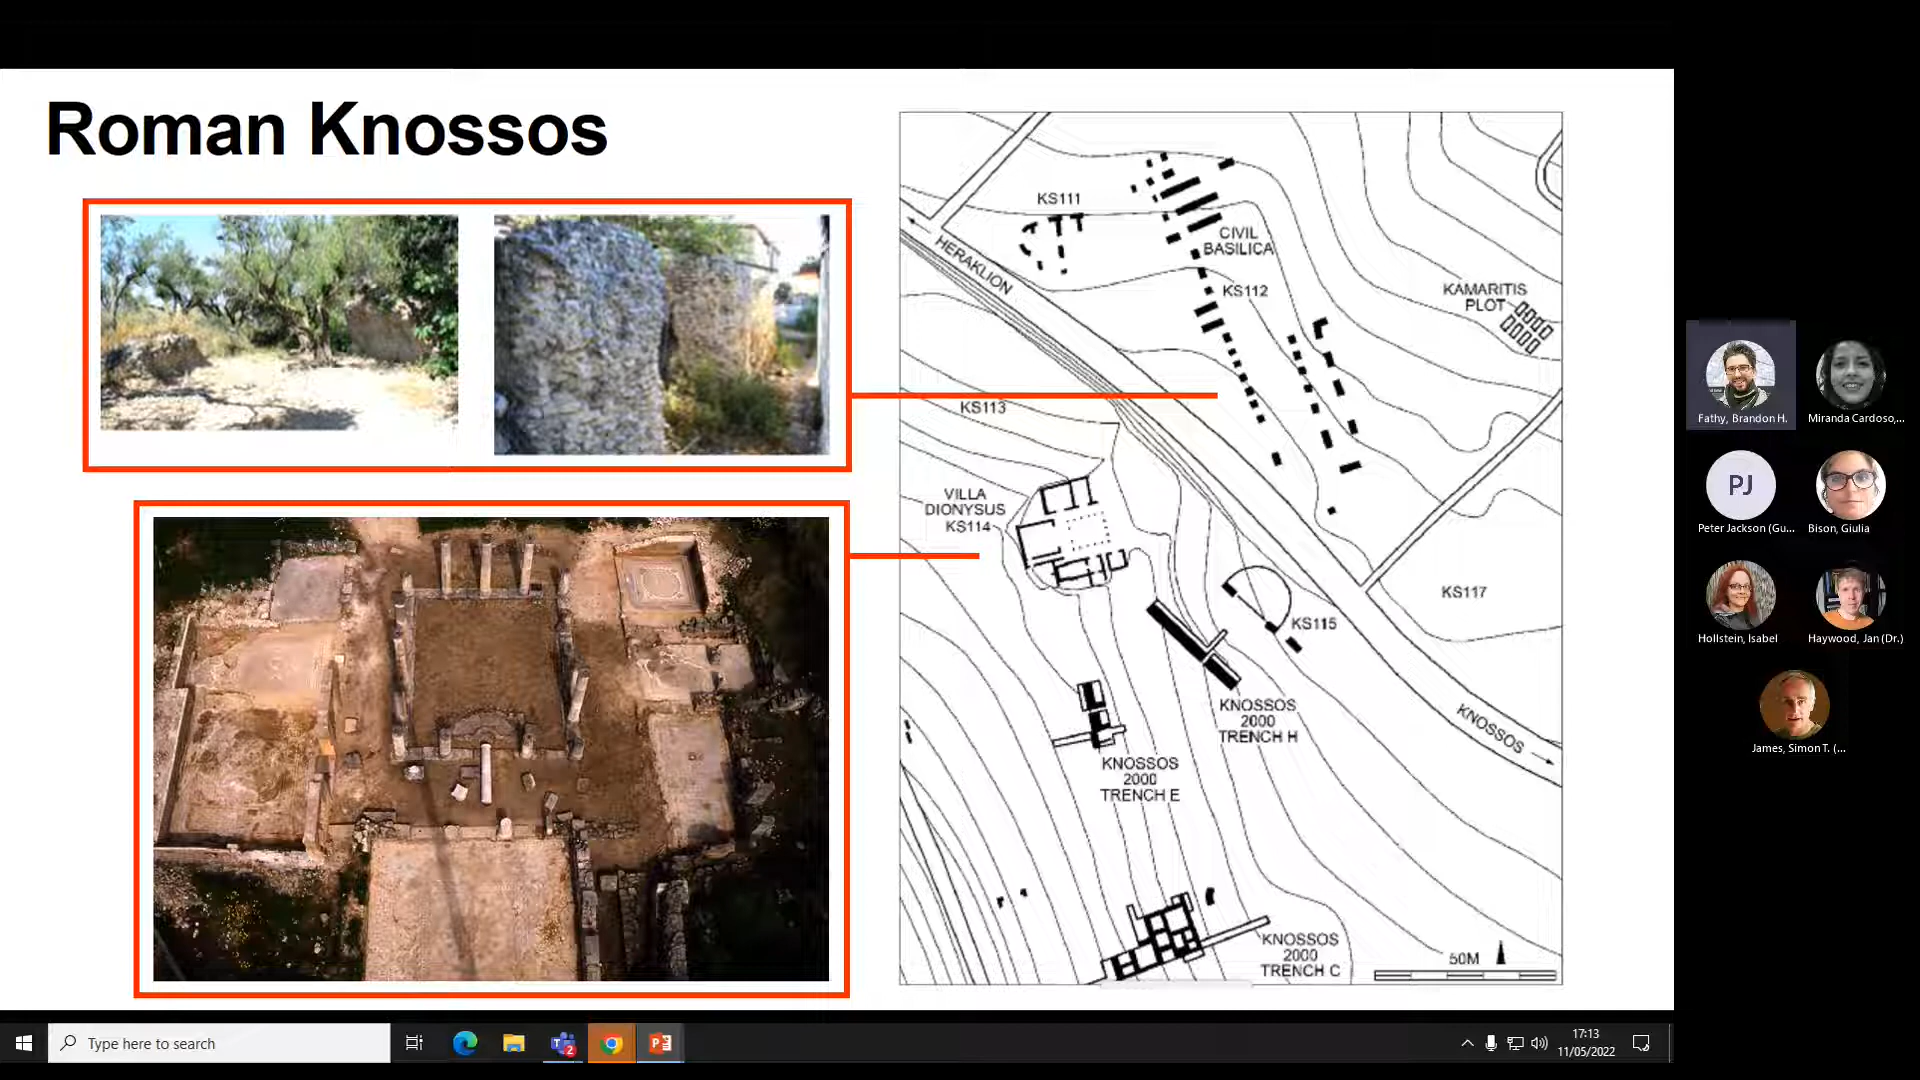 Roman Knossos
KS111
CIVIL
BASILICA
HERAKLION
KS112
KAMARITIS
PLOT
KS113
VILLA
DIONYSUS
KS114
KS117
KS115
KNOSSOS
2000
TRENCH H
KNOSSOS
KNOSSOS
2000
TRENCH E
KNOSSOS
2000
TRENCH C
50M
Fathy, Brandon H.
Miranda Cardoso,...
PJ
Peter Jackson (Gu...
Bison, Giulia
Hollstein, Isabel
Haywood, Jan (Dr.)
James, Simon T. (...
Type here to search
2
17:13
11/05/2022